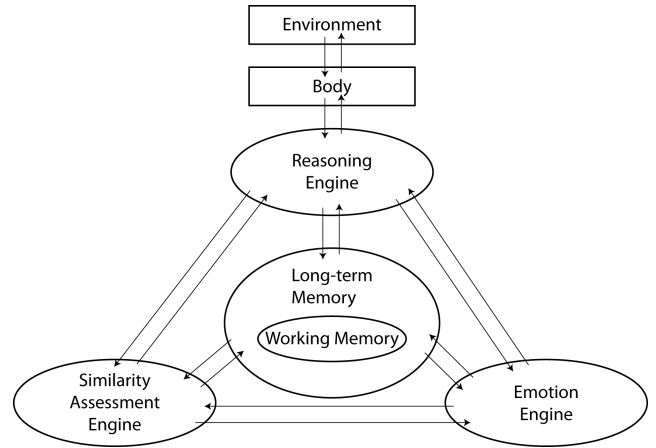 Environment
Body
Reasoning
Engine
Long-term
Memory
Working Memory
Similarity
Assessment
Engine
Emotion
Engine